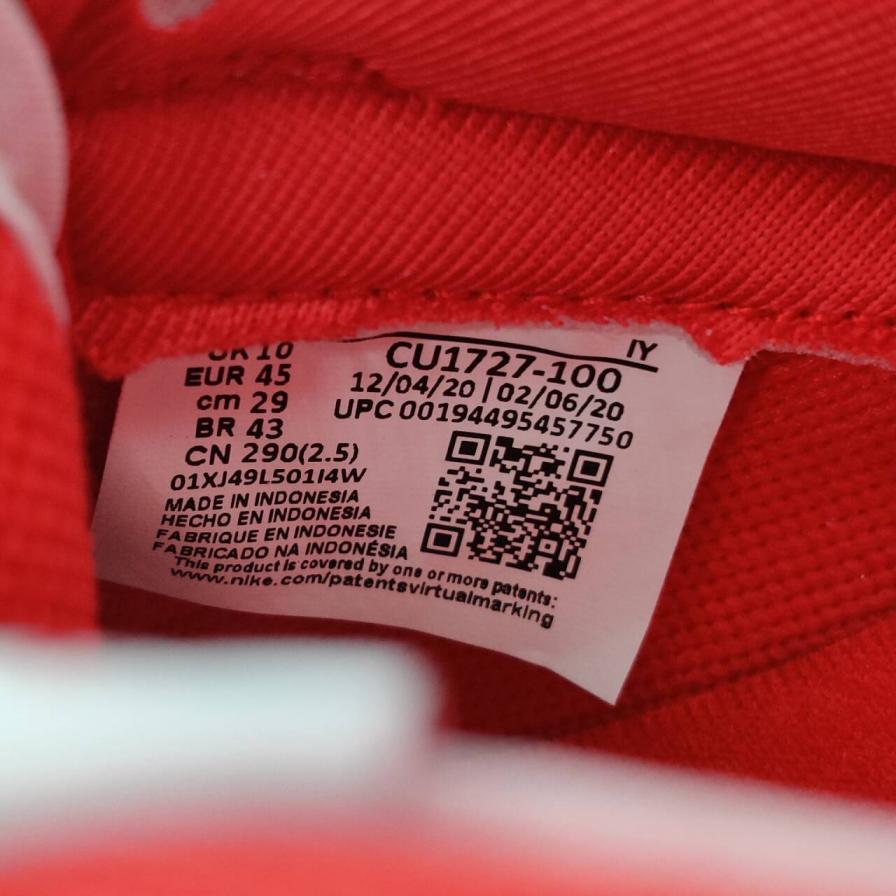 UK 10
EUR 45
cm 29
BR 43
CN 290(2.5)
01XJ49L501I4W
MADE IN INDONESIA
HECHO EN INDONESIA
FABRIQUE EN INDONESIE
FABRICADO NA INDONÉSIA
This product is covered by one or more patents:
www.nike.com/patentsvirtualmarking
IY
CU1727-100
12/04/20 | 02/06/20
UPC 00194495457750